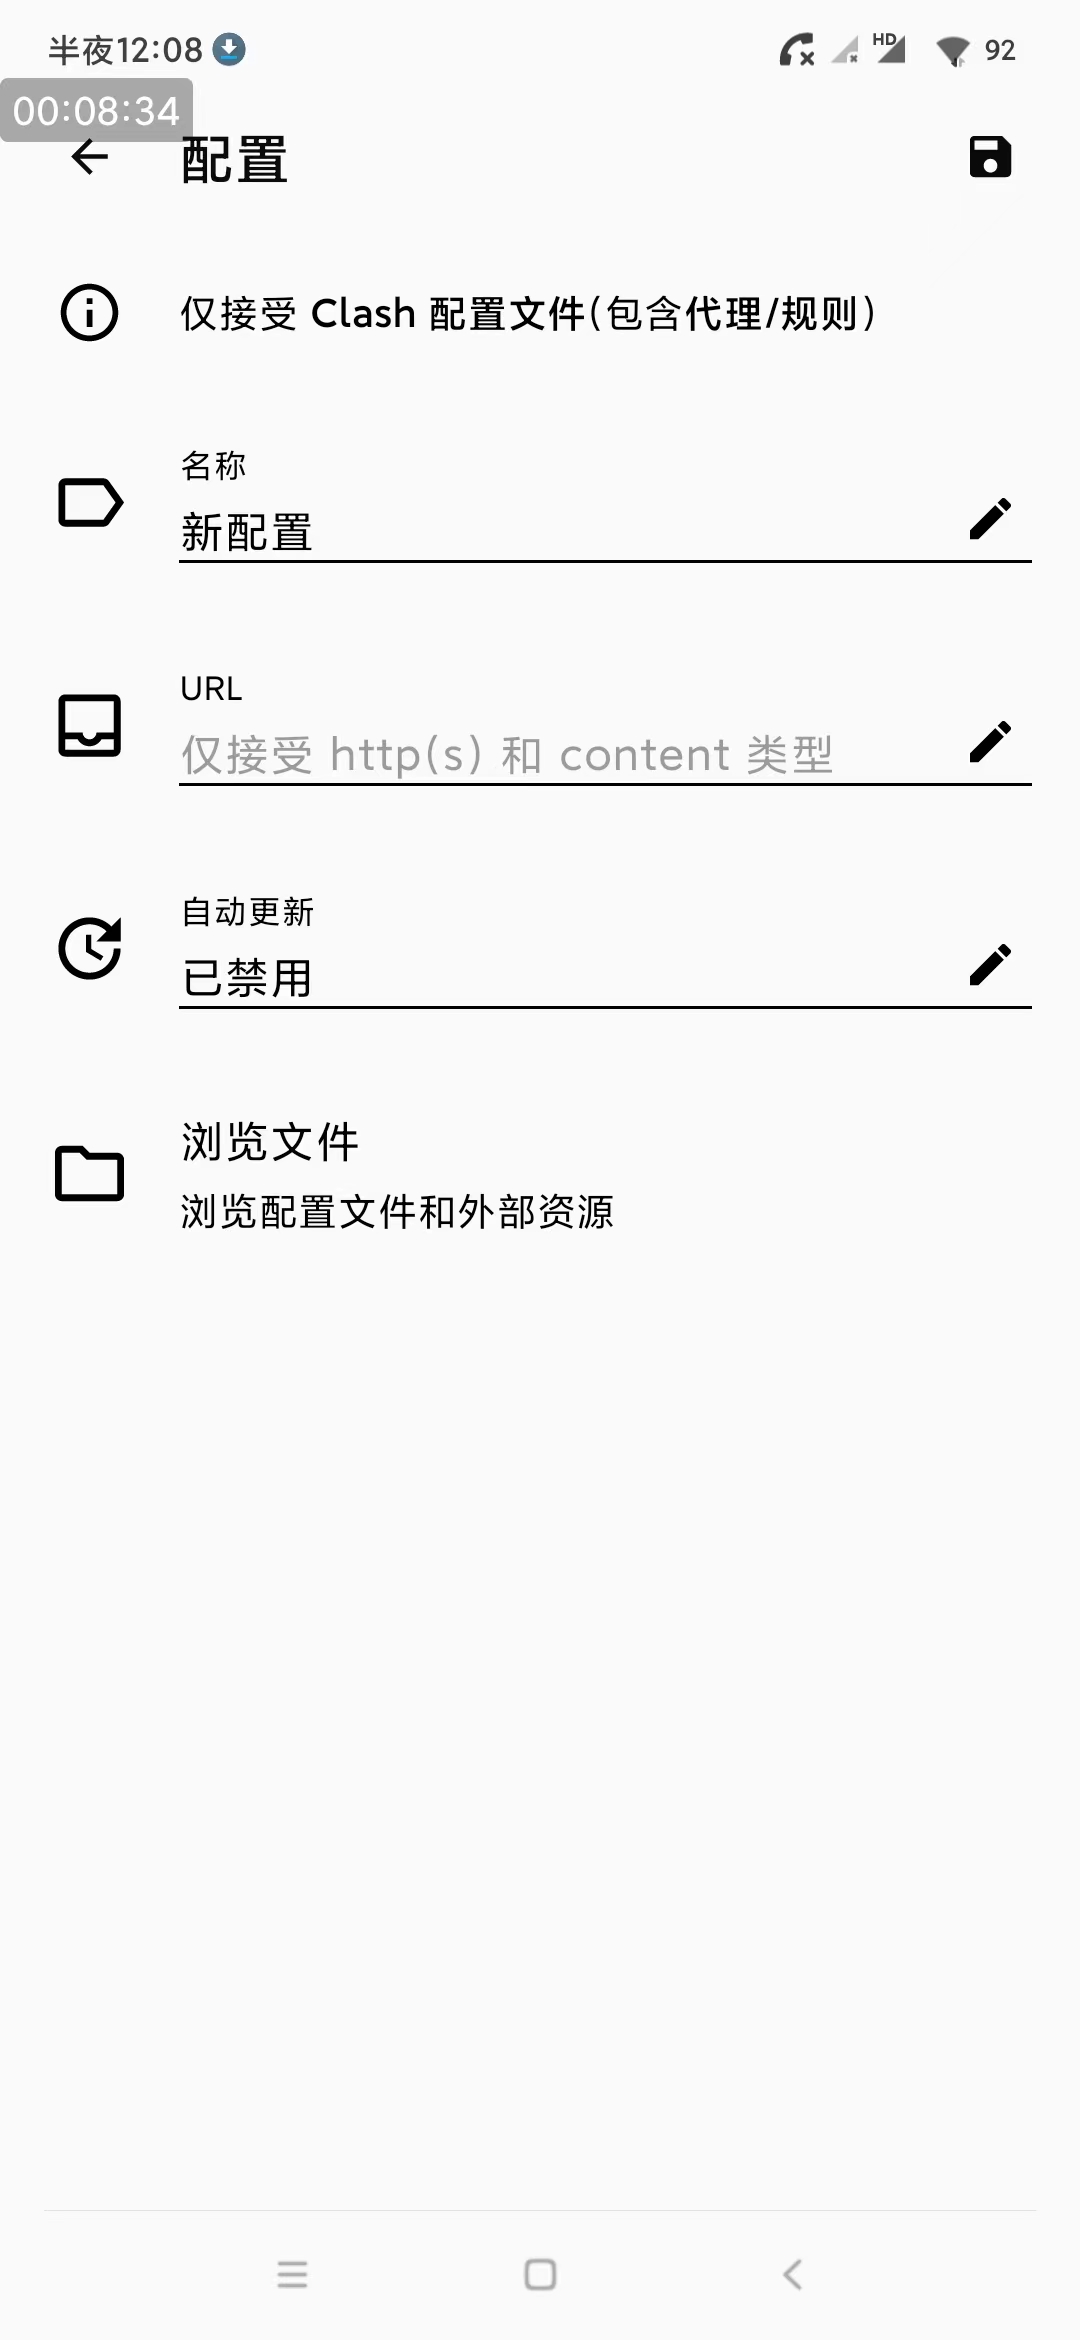 半夜12:08
HD
92
00:08:34
配置
仅接受 Clash 配置文件(包含代理/规则)
名称
新配置
URL
仅接受 http(s) 和 content 类型
自动更新
已禁用
浏览文件
浏览配置文件和外部资源